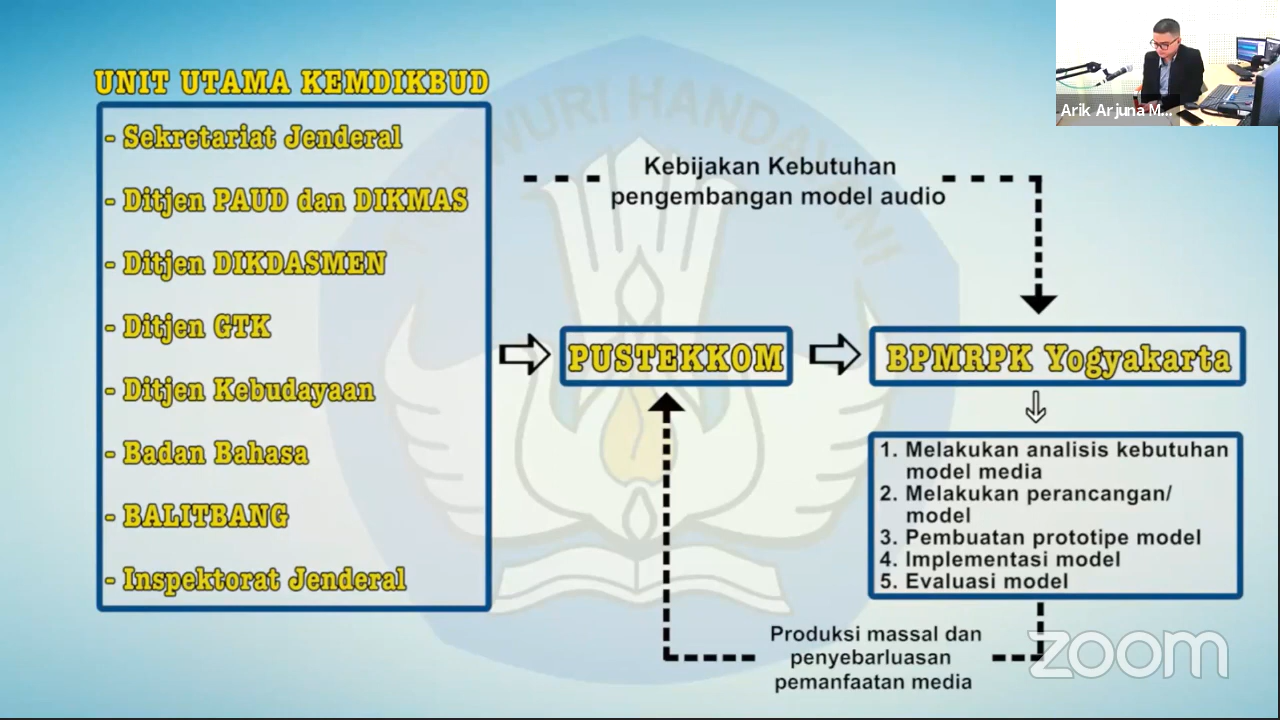 UNIT UTAMA KEMDIKBUD
- Sekretariat Jenderal
- Ditjen PAUD dan DIKMAS
- Ditjen DIKDASMEN
- Ditjen GTK
- Ditjen Kebudayaan
- Badan Bahasa
- BALITBANG
- Inspektorat Jenderal
Kebijakan Kebutuhan
pengembangan model audio
PUSTEKKOM
BPMRPK Yogyakarta
1. Melakukan analisis kebutuhan
model media
2. Melakukan perancangan/
model
3. Pembuatan prototipe model
4. Implementasi model
5. Evaluasi model
Produksi massal dan
penyebarluasan
pemanfaatan media
Arik Arjuna M...
TUT WURI HANDAYANI
zoom